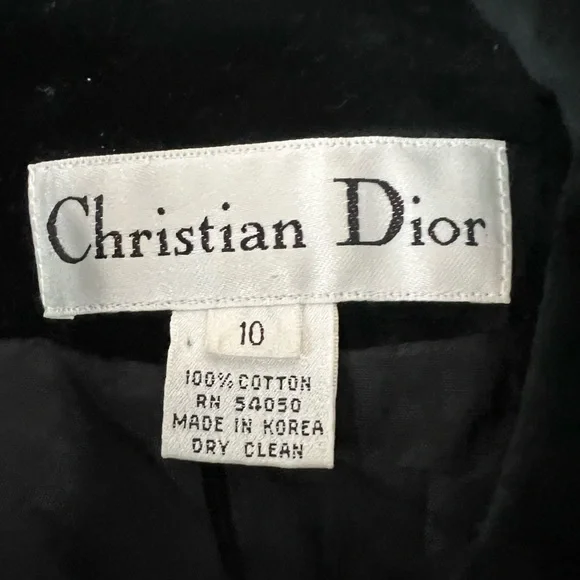 Christian Dior
10
100% COTTON
RN 54050
MADE IN KOREA
DRY CLEAN